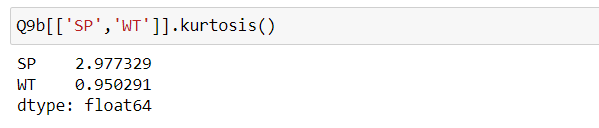 Q9b[['SP','WT']].kurtosis()
SP    2.977329
WT    0.950291
dtype: float64